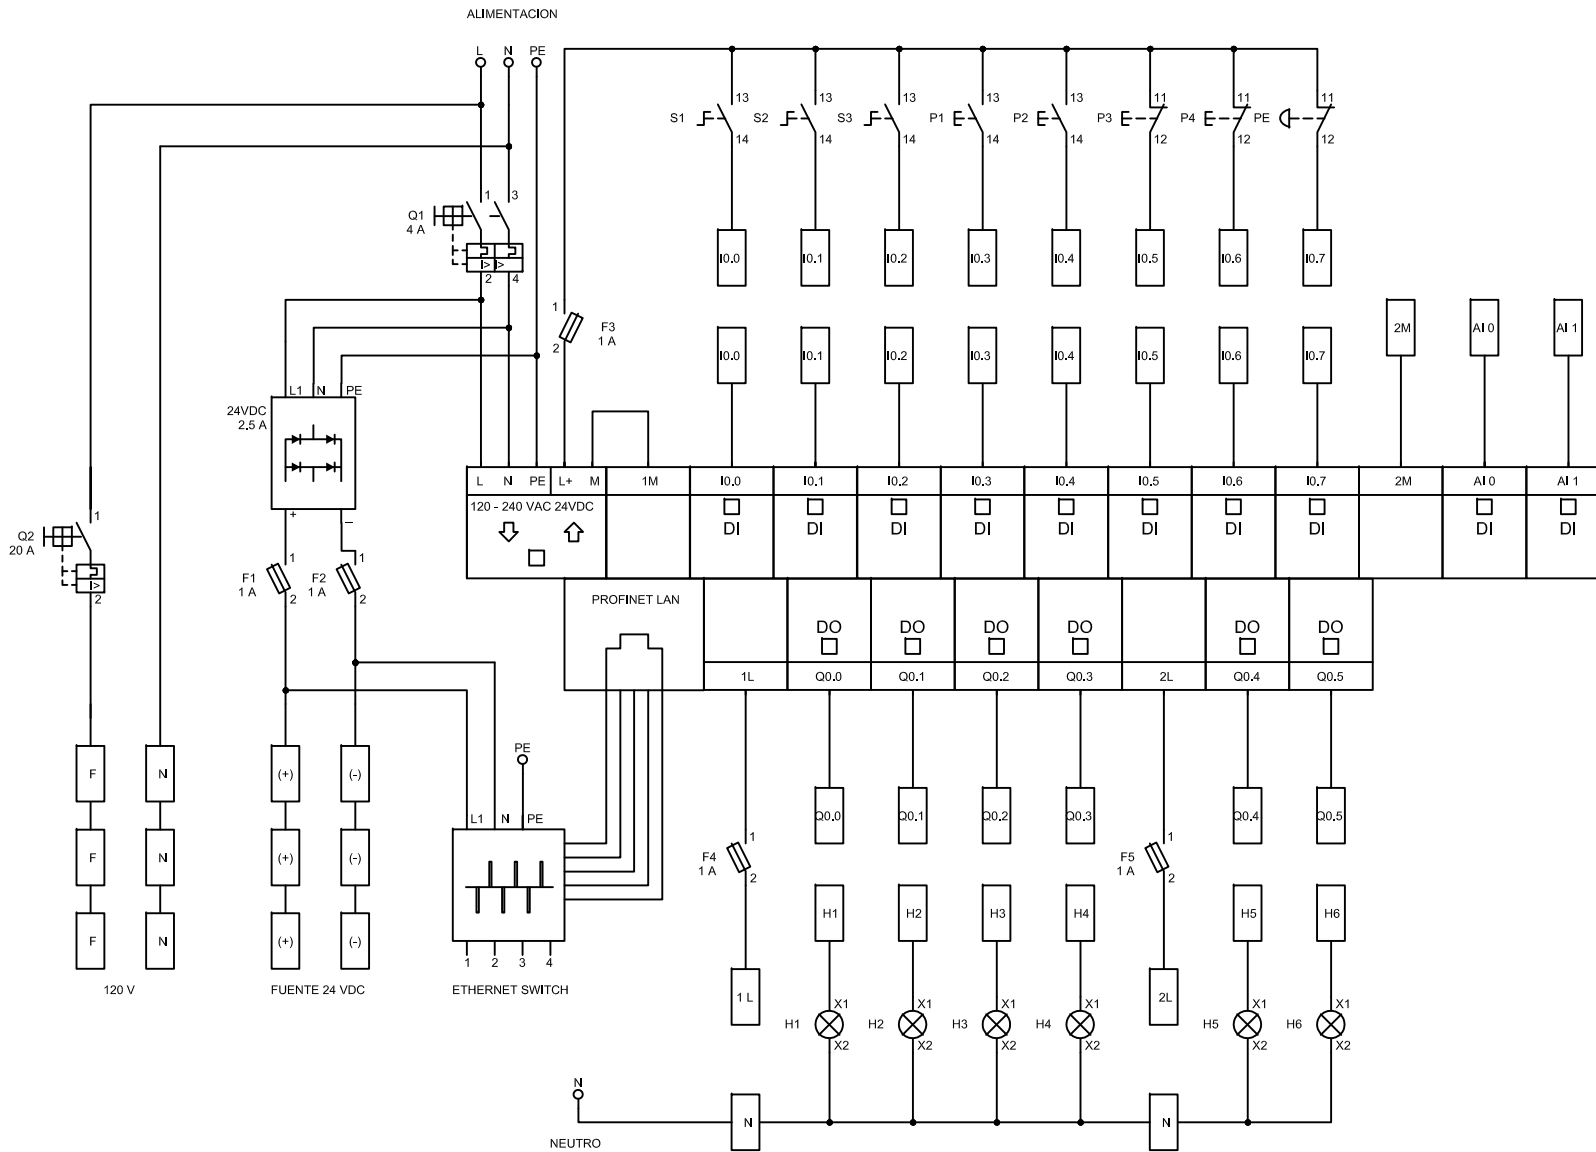 ALIMENTACION
L N PE
13 13 13 13 13 11 11 11
S1 S2 S3 P1 P2 P3 P4 PE
14 14 14 14 14 12 12 12
1 3
Q1
4 A
I> I>
2 4
I0.0 I0.1 I0.2 I0.3 I0.4 I0.5 I0.6 I0.7
1
F3
1 A
2
2M AI 0 AI 1
I0.0 I0.1 I0.2 I0.3 I0.4 I0.5 I0.6 I0.7
L1 N PE
24VDC
2.5 A
+ −
L N PE L+ M 1M I0.0 I0.1 I0.2 I0.3 I0.4 I0.5 I0.6 I0.7 2M AI 0 AI 1
120 - 240 VAC 24VDC
DI DI DI DI DI DI DI DI DI DI
1
Q2
20 A
I>
2
1 1
F1 F2
1 A 1 A
2 2
PROFINET LAN
DO DO DO DO DO DO
1L Q0.0 Q0.1 Q0.2 Q0.3 2L Q0.4 Q0.5
PE
F N (+) (-)
L1 N PE
Q0.0 Q0.1 Q0.2 Q0.3 Q0.4 Q0.5
1 1
F4 F5
1 A 1 A
2 2
F N (+) (-)
F N (+) (-)
H1 H2 H3 H4 H5 H6
1 2 3 4
120 V
FUENTE 24 VDC
ETHERNET SWITCH
1 L 2L
X1 X1 X1 X1 X1 X1
H1 H2 H3 H4 H5 H6
X2 X2 X2 X2 X2 X2
N
N N
NEUTRO